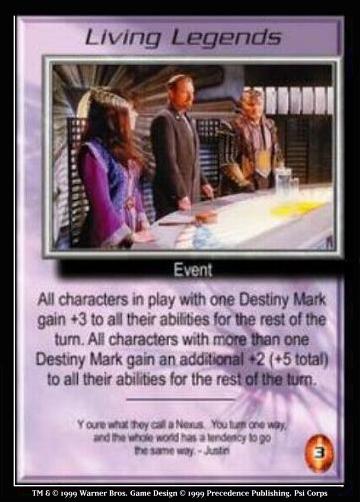 Living Legends
Event
All characters in play with one Destiny Mark
gain +3 to all their abilities for the rest of the
turn. All characters with more than one
Destiny Mark gain an additional +2 (+5 total)
to all their abilities for the rest of the turn.
Youre what they call a Nexus. You turn one way,
and the whole world has a tendency to go
the same way. - Justin
3
TM & © 1999 Warner Bros. Game Design © 1999 Precedence Publishing. Psi Corps